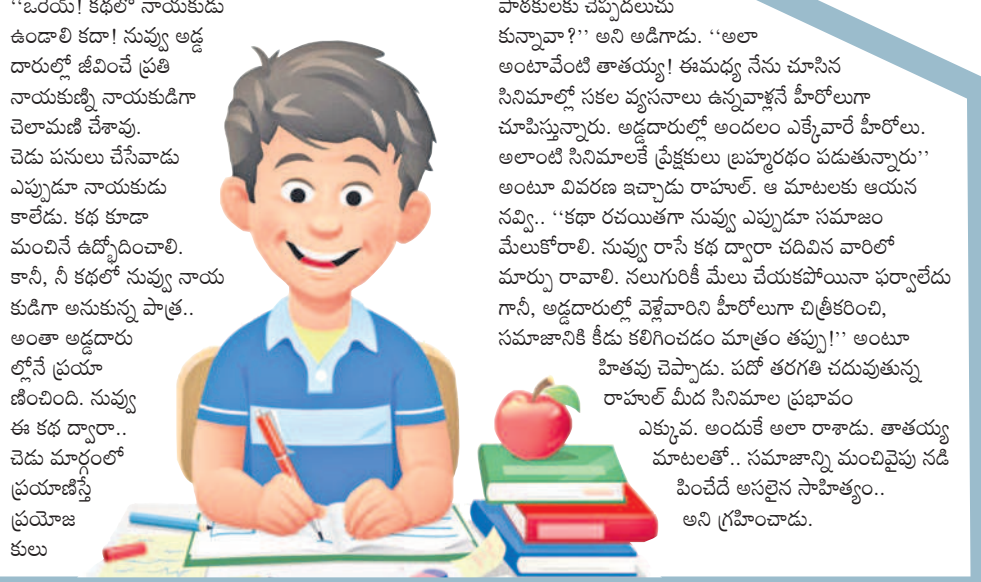 ‘‘ఒరేయ్! కథలో నాయకుడు
ఉండాలి కదా! నువ్వు అడ్డ
దారుల్లో జీవించే ప్రతి
నాయకుణ్ని నాయకుడిగా
చెలామణి చేశావు.
చెడు పనులు చేసేవాడు
ఎప్పుడూ నాయకుడు
కాలేడు. కథ కూడా
మంచినే ఉద్బోధించాలి.
కానీ, నీ కథలో నువ్వు నాయ
కుడిగా అనుకున్న పాత్ర..
అంతా అడ్డదారు
ల్లోనే ప్రయా
ణించింది. నువ్వు
ఈ కథ ద్వారా..
చెడు మార్గంలో
ప్రయాణిస్తే
ప్రయోజ
కులు
పాఠకులకు చెప్పదలుచు
కున్నావా?’’ అని అడిగాడు. ‘‘అలా
అంటావేంటి తాతయ్య! ఈమధ్య నేను చూసిన
సినిమాల్లో సకల వ్యసనాలు ఉన్నవాళ్లనే హీరోలుగా
చూపిస్తున్నారు. అడ్డదారుల్లో అందలం ఎక్కేవారే హీరోలు.
అలాంటి సినిమాలకే ప్రేక్షకులు బ్రహ్మరథం పడుతున్నారు’’
అంటూ వివరణ ఇచ్చాడు రాహుల్. ఆ మాటలకు ఆయన
నవ్వి.. ‘‘కథా రచయితగా నువ్వు ఎప్పుడూ సమాజం
మేలుకోరాలి. నువ్వు రాసే కథ ద్వారా చదివిన వారిలో
మార్పు రావాలి. నలుగురికీ మేలు చేయకపోయినా ఫర్వాలేదు
గానీ, అడ్డదారుల్లో వెళ్లేవారిని హీరోలుగా చిత్రీకరించి,
సమాజానికి కీడు కలిగించడం మాత్రం తప్పు!’’ అంటూ
హితవు చెప్పాడు. పదో తరగతి చదువుతున్న
రాహుల్ మీద సినిమాల ప్రభావం
ఎక్కువ. అందుకే అలా రాశాడు. తాతయ్య
మాటలతో.. సమాజాన్ని మంచివైపు నడి
పించేదే అసలైన సాహిత్యం..
అని గ్రహించాడు.